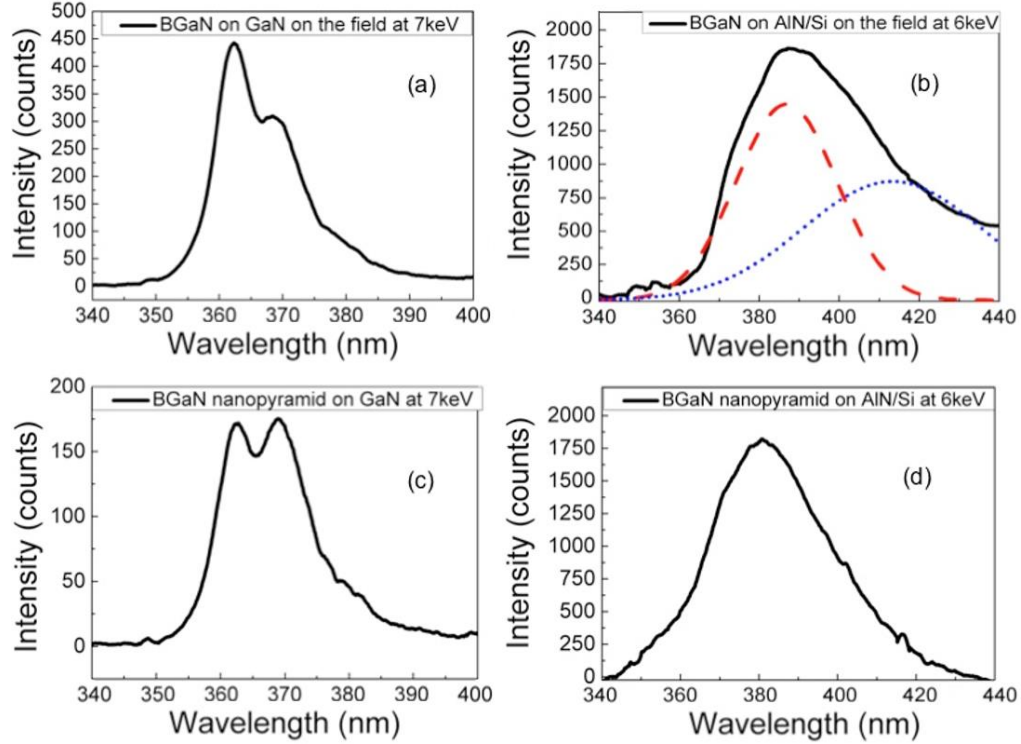 BGaN on GaN on the field at 7keV
(a)
Intensity (counts)
500
450
400
350
300
250
200
150
100
50
0
340 350 360 370 380 390 400
Wavelength (nm)
BGaN on AlN/Si on the field at 6keV
(b)
Intensity (counts)
2000
1750
1500
1250
1000
750
500
250
0
340 360 380 400 420 440
Wavelength (nm)
BGaN nanopyramid on GaN at 7keV
(c)
Intensity (counts)
200
150
100
50
0
340 350 360 370 380 390 400
Wavelength (nm)
BGaN nanopyramid on AlN/Si at 6keV
(d)
Intensity (counts)
2000
1750
1500
1250
1000
750
500
250
0
340 360 380 400 420 440
Wavelength (nm)